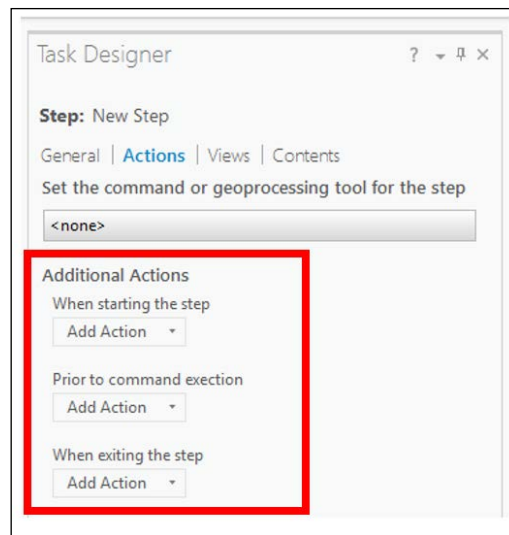 Task Designer ?
Step: New Step
General | Actions | Views | Contents
Set the command or geoprocessing tool for the step
<none>
Additional Actions
When starting the step
Add Action
Prior to command exection
Add Action
When exiting the step
Add Action